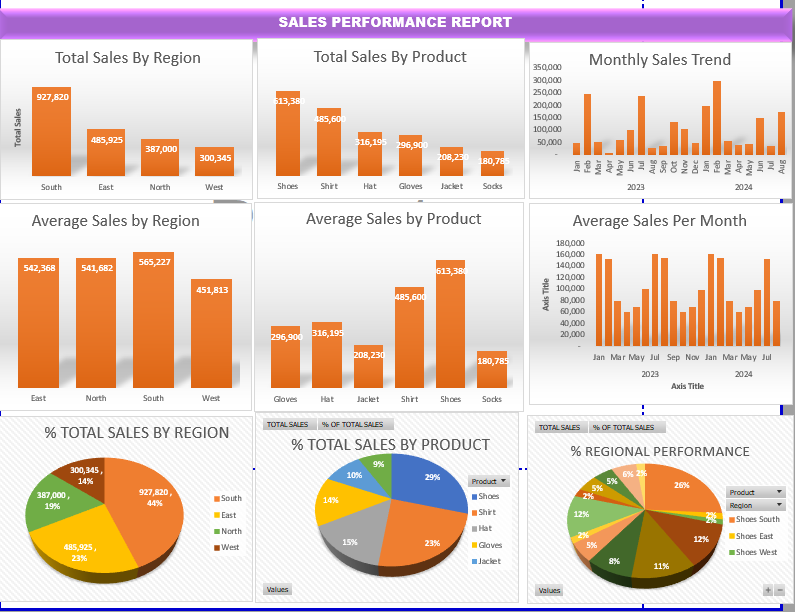 SALES PERFORMANCE REPORT
Total Sales By Region
Total Sales
927,820
485,925
387,000
300,345
South East North West
Total Sales By Product
613,380
485,600
316,195
296,900
208,230
180,785
Shoes Shirt Hat Gloves Jacket Socks
Monthly Sales Trend
350,000
300,000
250,000
200,000
150,000
100,000
50,000
-
Jan Feb Mar Apr May Jun Jul Aug Sep Oct Nov Dec Jan Feb Mar Apr May Jun Jul Aug
2023 2024
Average Sales by Region
542,368
541,682
565,227
451,813
East North South West
Average Sales by Product
296,900
316,195
208,230
485,600
613,380
180,785
Gloves Hat Jacket Shirt Shoes Socks
Average Sales Per Month
Axis Title
180,000
160,000
140,000
120,000
100,000
80,000
60,000
40,000
20,000
-
Jan Mar May Jul Sep Nov Jan Mar May Jul
2023 2024
Axis Title
% TOTAL SALES BY REGION
927,820 , 44%
485,925 , 23%
387,000 , 19%
300,345 , 14%
South
East
North
West
TOTAL SALES % OF TOTAL SALES
% TOTAL SALES BY PRODUCT
29%
23%
15%
14%
10%
9%
Product
Shoes
Shirt
Hat
Gloves
Jacket
Values
TOTAL SALES % OF TOTAL SALES
% REGIONAL PERFORMANCE
26%
2%
2%
12%
11%
8%
5%
2%
12%
2%
5%
5%
6%
2%
Product
Region
Shoes South
Shoes East
Shoes West
Values
+ −